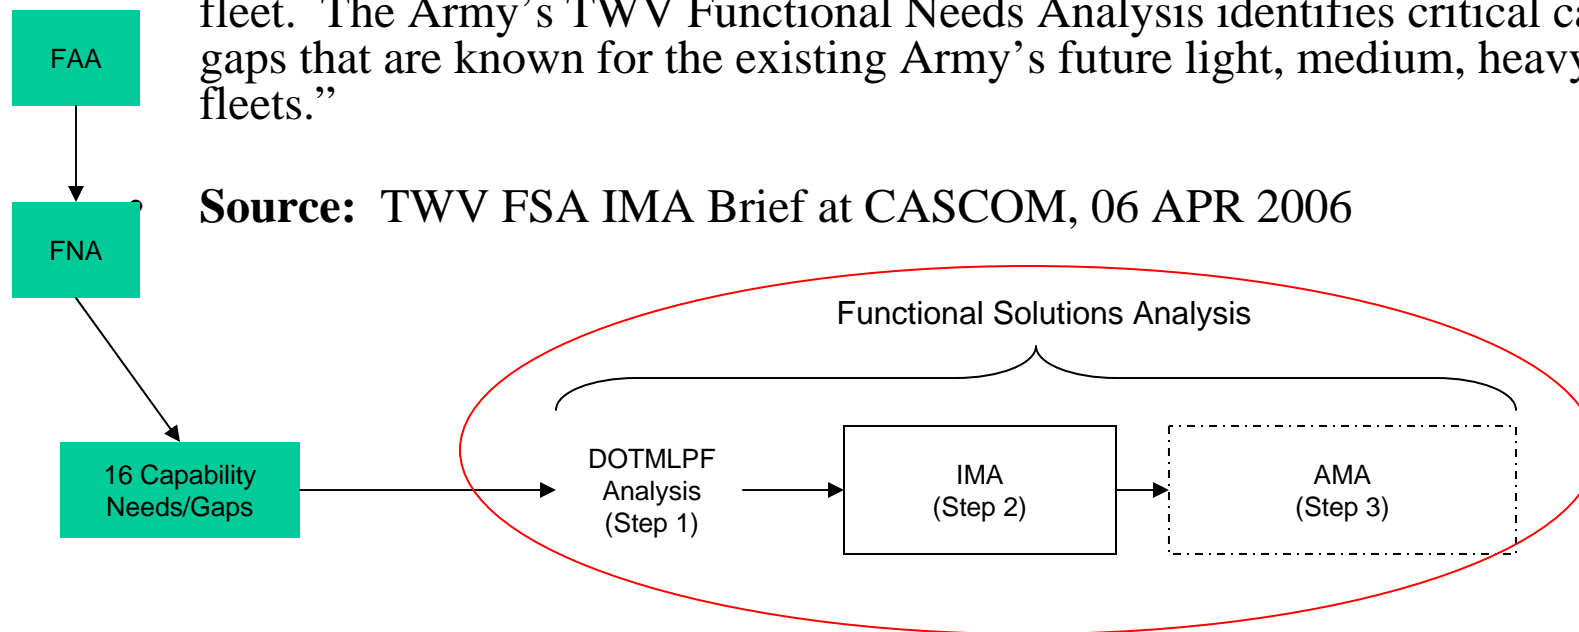 fleet. The Army’s TWV Functional Needs Analysis identifies critical
gaps that are known for the existing Army’s future light, medium, heavy
fleets.”
• Source: TWV FSA IMA Brief at CASCOM, 06 APR 2006
FAA
FNA
16 Capability
Needs/Gaps
Functional Solutions Analysis
DOTMLPF
Analysis
(Step 1)
IMA
(Step 2)
AMA
(Step 3)